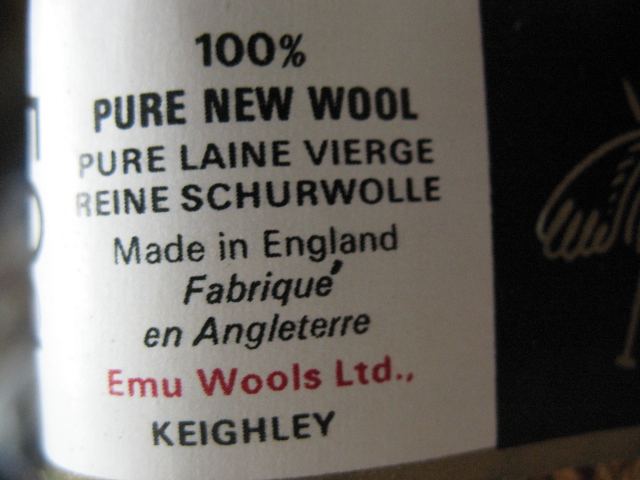 100%
PURE NEW WOOL
PURE LAINE VIERGE
REINE SCHURWOLLE
Made in England
Fabriqué
en Angleterre
Emu Wools Ltd.,
KEIGHLEY